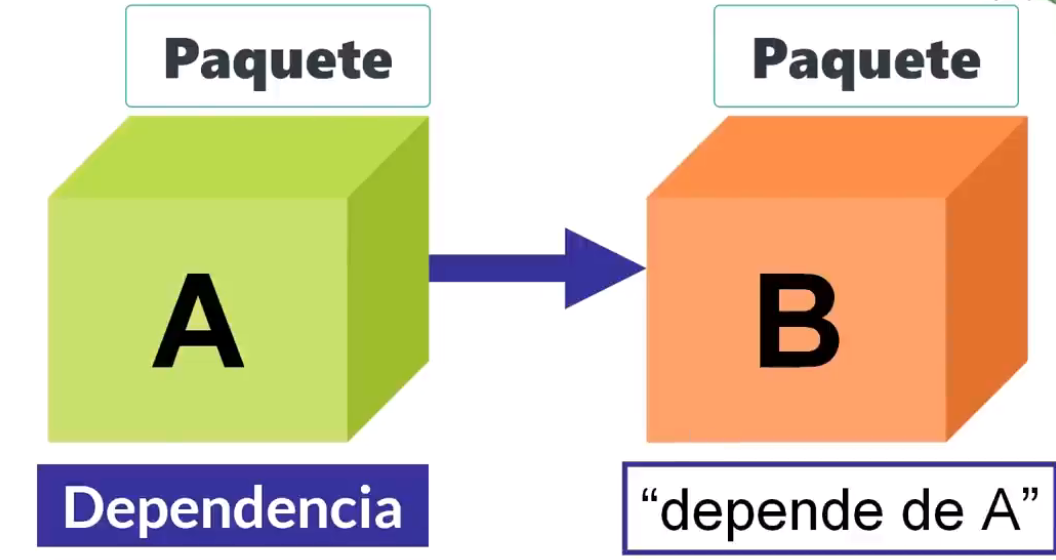 Paquete
Paquete
A
B
Dependencia
“depende de A”